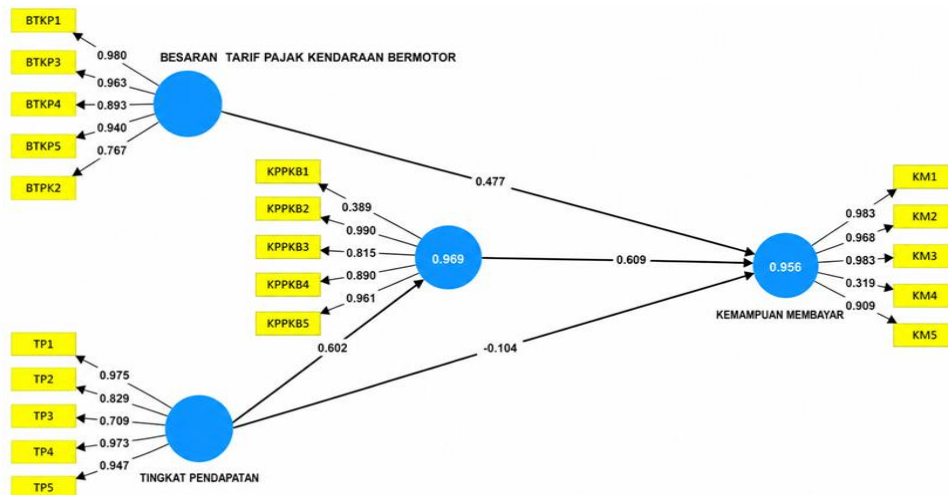 BTKP1
BTKP3
BTKP4
BTKP5
BTPK2
0.980
0.963
0.893
0.940
0.767
BESARAN TARIF PAJAK KENDARAAN BERMOTOR
0.477
KPPKB1
KPPKB2
KPPKB3
KPPKB4
KPPKB5
0.389
0.990
0.815
0.890
0.961
0.969
0.609
0.602
-0.104
0.956
KEMAMPUAN MEMBAYAR
KM1
KM2
KM3
KM4
KM5
0.983
0.968
0.983
0.319
0.909
TP1
TP2
TP3
TP4
TP5
0.975
0.829
0.709
0.973
0.947
TINGKAT PENDAPATAN